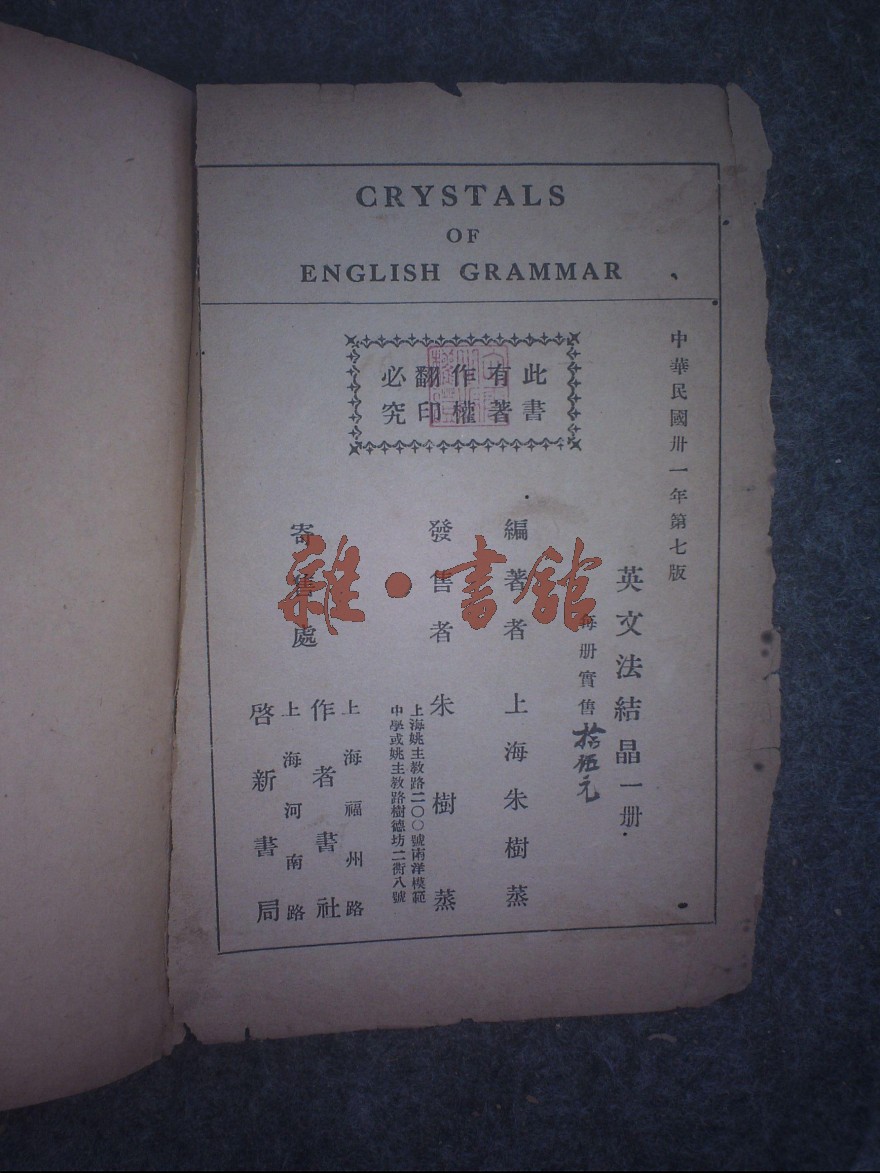 CRYSTALS
OF
ENGLISH GRAMMAR
中華民國卅一年第七版
此書
有著
作權
翻印
必究
英文法結晶一册
每册實售拾伍元
編著者 上海朱樹蒸
發售者 朱樹蒸
上海姚主教路二〇〇號南洋模範
中學或姚主教路樹德坊二衖八號
寄售處
上海福州路
作者書社
上海河南路
啓新書局
雜·書館